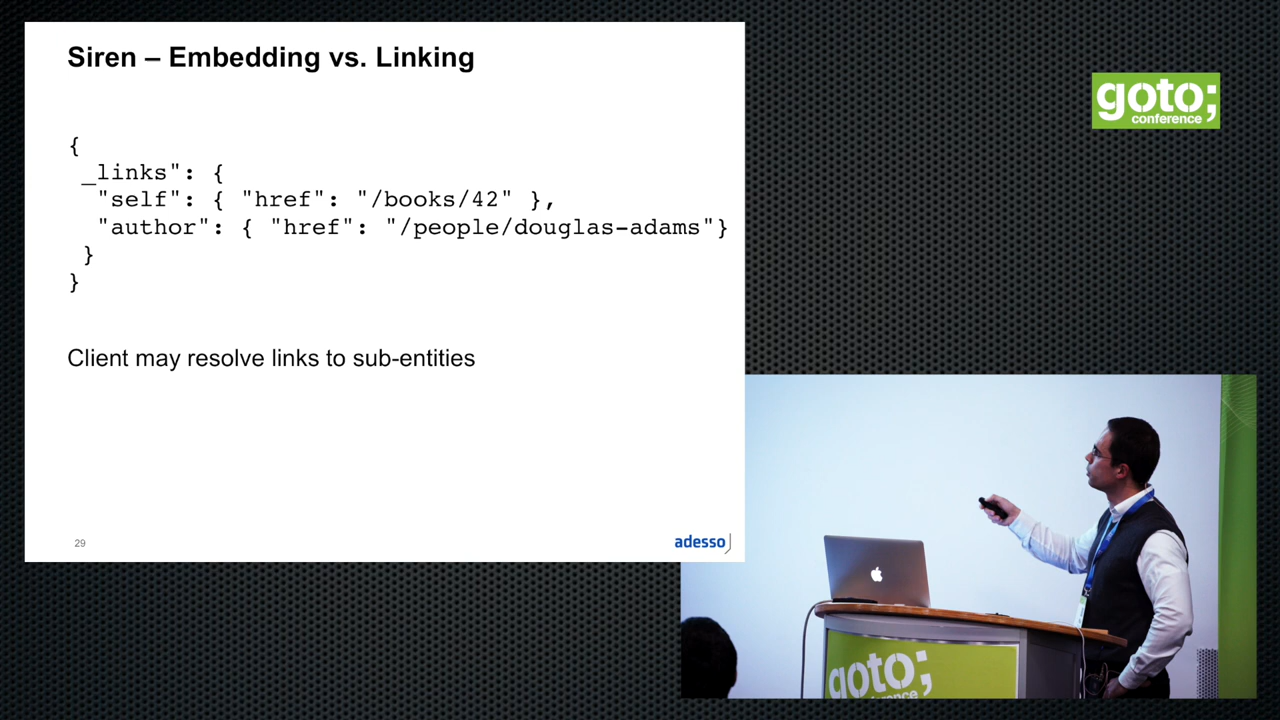 Siren – Embedding vs. Linking
{
_links": {
"self": { "href": "/books/42" },
"author": { "href": "/people/douglas-adams"}
}
}
Client may resolve links to sub-entities
29
adesso
goto;
conference
goto;
conference